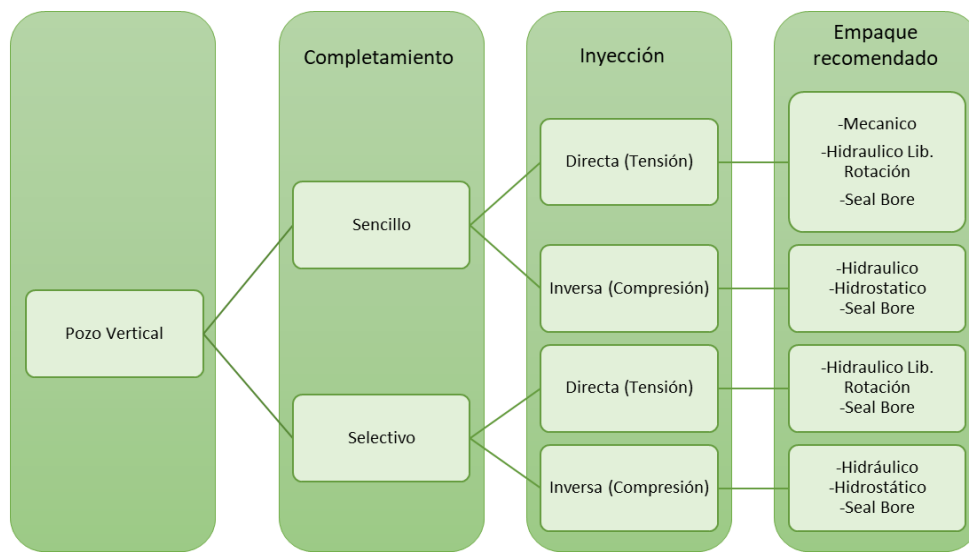 Completamiento
Inyección
Empaque
recomendado
Pozo Vertical
Sencillo
Selectivo
Directa (Tensión)
Inversa (Compresión)
Directa (Tensión)
Inversa (Compresión)
-Mecanico
-Hidraulico Lib.
Rotación
-Seal Bore
-Hidraulico
-Hidrostatico
-Seal Bore
-Hidraulico Lib.
Rotación
-Seal Bore
-Hidráulico
-Hidrostático
-Seal Bore